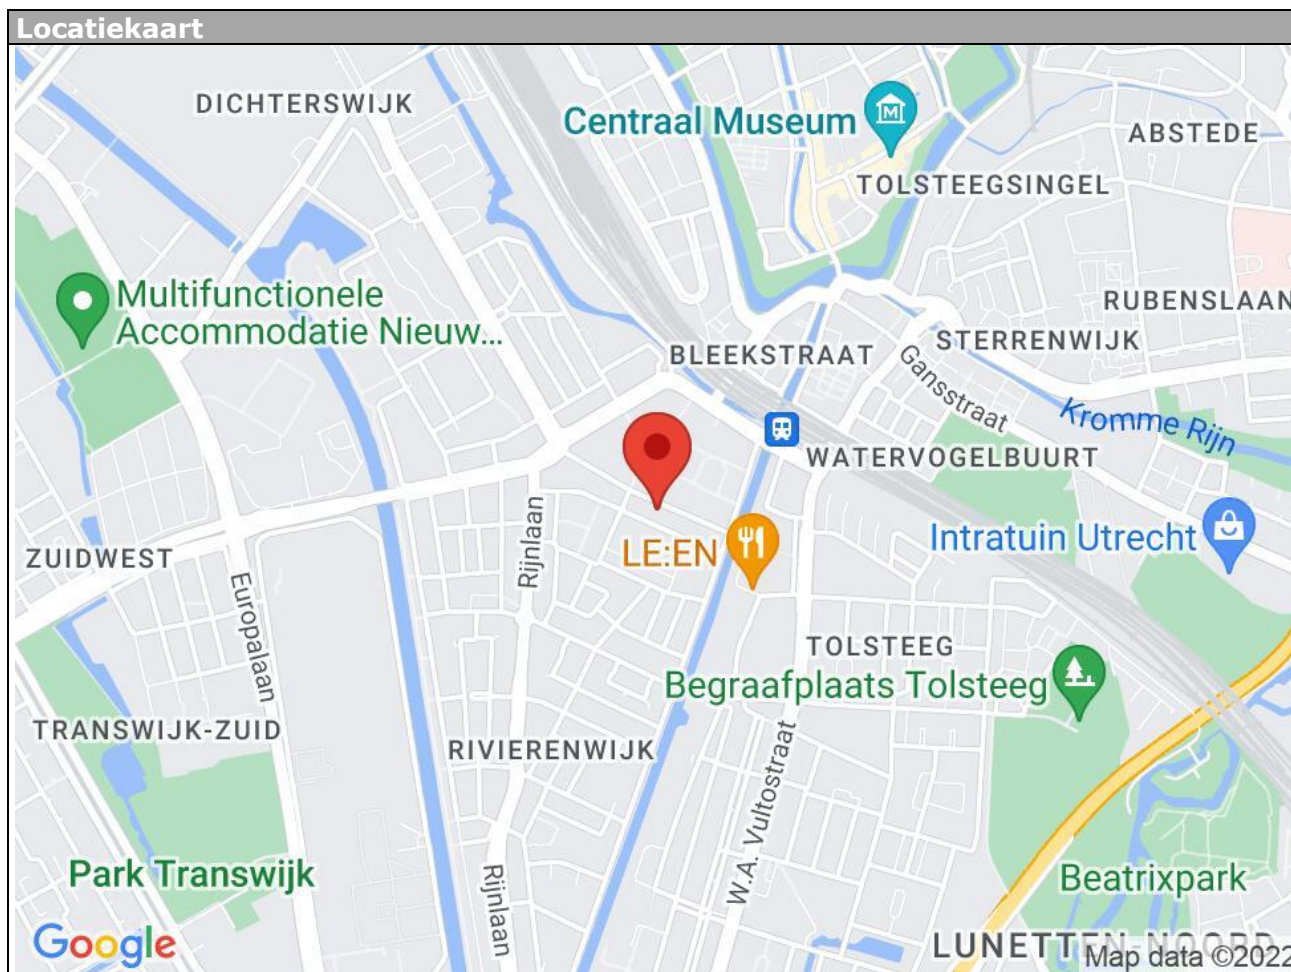 Locatiekaart
DICHTERSWIJK
Centraal Museum
ABSTEDE
TOLSTEEGSINGEL
Multifunctionele
Accommodatie Nieuw...
RUBENSLAAN
STERRENWIJK
BLEEKSTRAAT
Gansstraat
Kromme Rijn
WATERVOGELBUURT
Rijnlaan
LE:EN
Intratuin Utrecht
ZUIDWEST
Europalaan
TOLSTEEG
Begraafplaats Tolsteeg
TRANSWIJK-ZUID
RIVIERENWIJK
W.A. Vultostraat
Park Transwijk
Rijnlaan
Beatrixpark
Google
LUNETTEN-NOORD
Map data ©2022